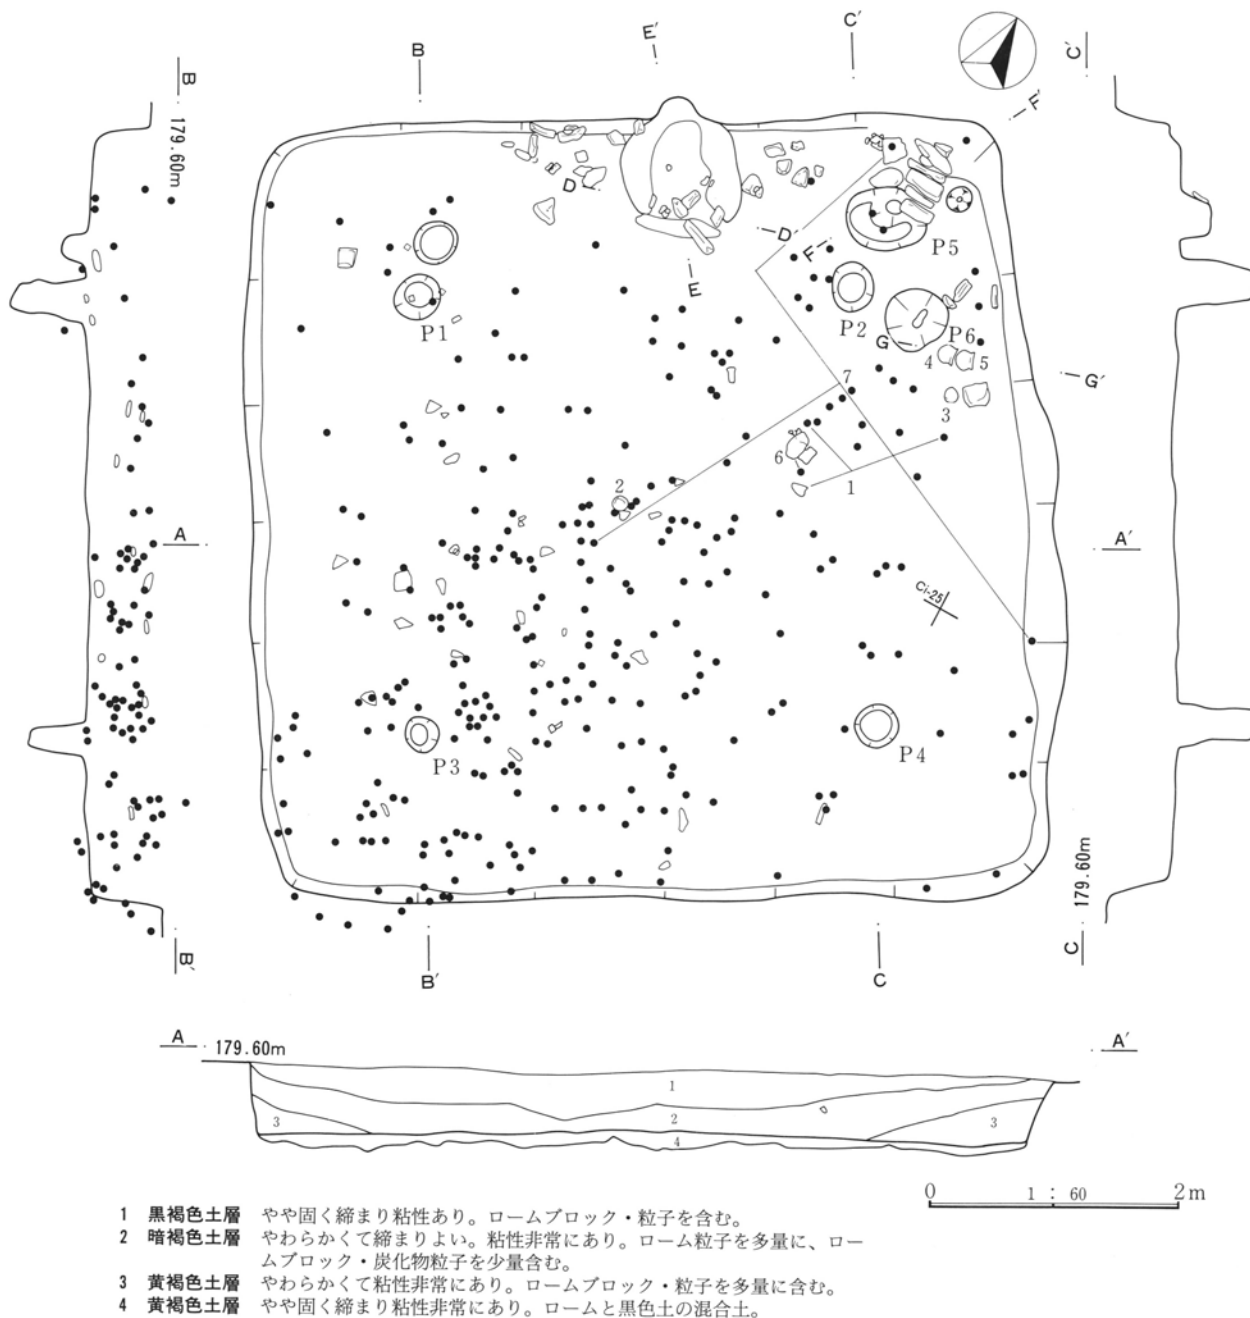 E′
C′
B
C′
B
F′
179.60m
D
D′
F
P5
E
P2
P1
P6
G
4 5
G′
7
3
6
2
1
A
A′
Ci-25
P3
P4
179.60m
B′
C
B′
C
A 179.60m A′
1
2
3 3
4
0 1 : 60 2m
1 黒褐色土層 やや固く締まり粘性あり。ロームブロック・粒子を含む。
2 暗褐色土層 やわらかくて締まりよい。粘性非常にあり。ローム粒子を多量に、ロー
ムブロック・炭化物粒子を少量含む。
3 黄褐色土層 やわらかくて粘性非常にあり。ロームブロック・粒子を多量に含む。
4 黄褐色土層 やや固く締まり粘性非常にあり。ロームと黒色土の混合土。